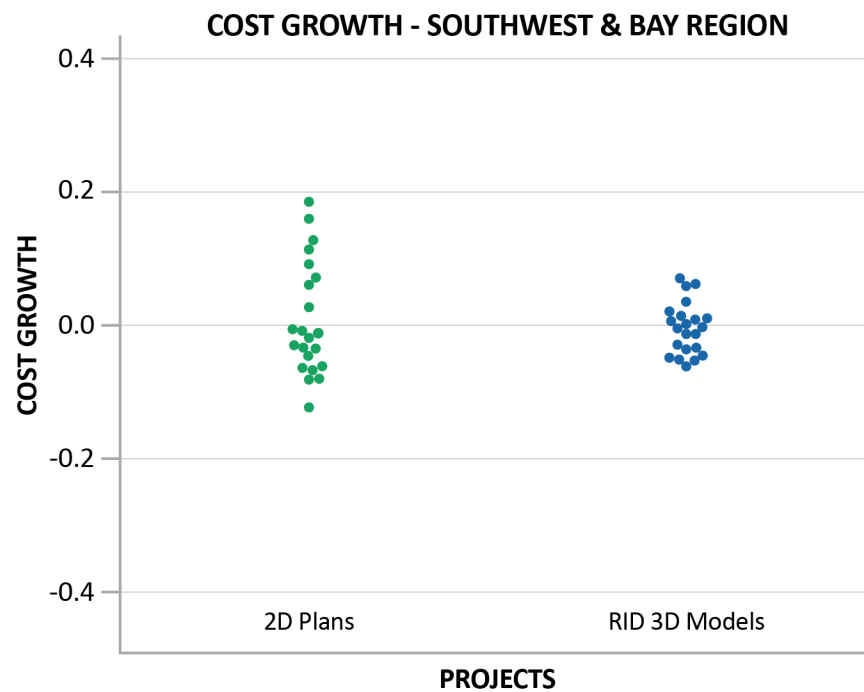 COST GROWTH - SOUTHWEST & BAY REGION
0.4
0.2
0.0
-0.2
-0.4
COST GROWTH
2D Plans
RID 3D Models
PROJECTS